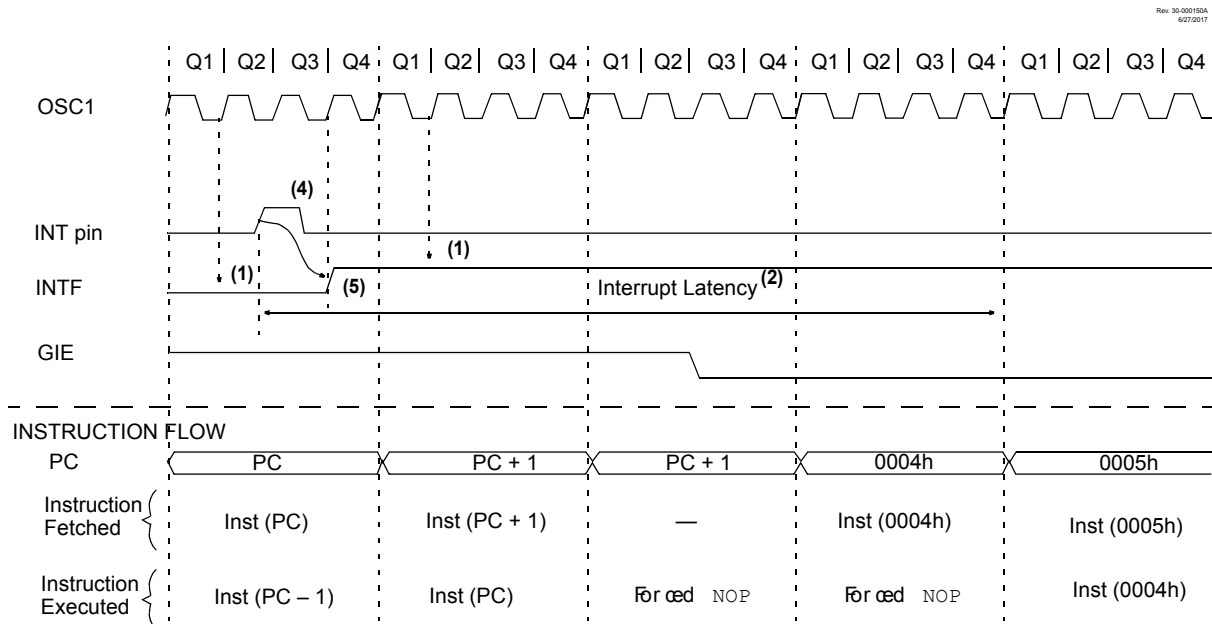 Rev. 30-000150A
6/27/2017
Q1 Q2 Q3 Q4 Q1 Q2 Q3 Q4 Q1 Q2 Q3 Q4 Q1 Q2 Q3 Q4 Q1 Q2 Q3 Q4
OSC1
(4)
INT pin
(1)
(1)
INTF
(5)
Interrupt Latency (2)
GIE
INSTRUCTION FLOW
PC PC PC + 1 PC + 1 0004h 0005h
Instruction
Fetched
Inst (PC) Inst (PC + 1) — Inst (0004h) Inst (0005h)
Instruction
Executed
Inst (PC – 1) Inst (PC) Forced NOP Forced NOP Inst (0004h)